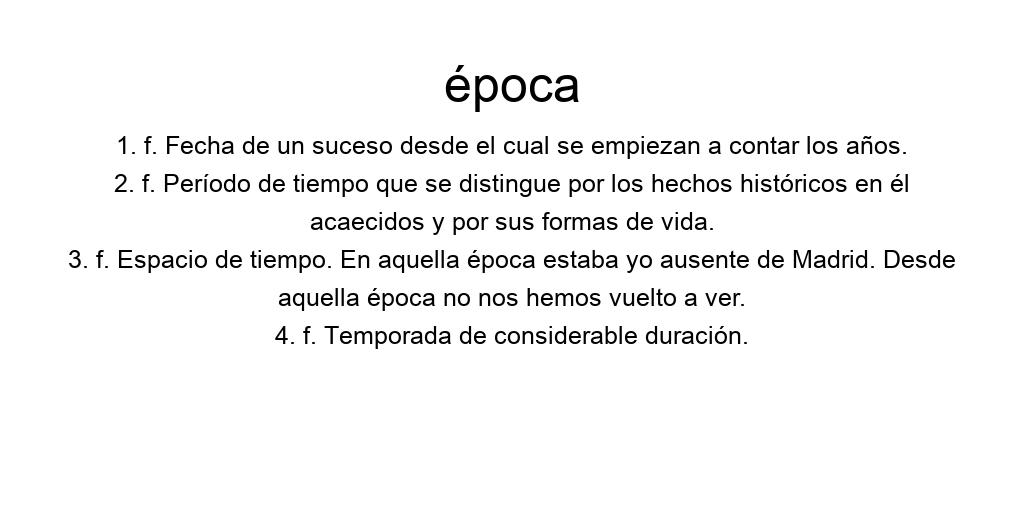 época
1. f. Fecha de un suceso desde el cual se empiezan a contar los años.
2. f. Período de tiempo que se distingue por los hechos históricos en él
acaecidos y por sus formas de vida.
3. f. Espacio de tiempo. En aquella época estaba yo ausente de Madrid. Desde
aquella época no nos hemos vuelto a ver.
4. f. Temporada de considerable duración.